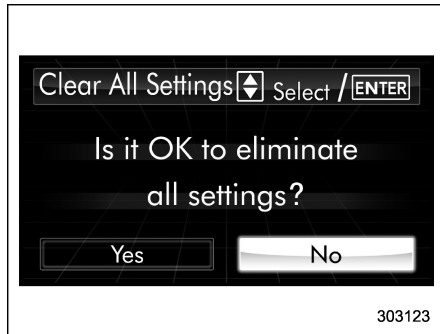 Clear All Settings Select / ENTER
Is it OK to eliminate
all settings?
Yes No
303123